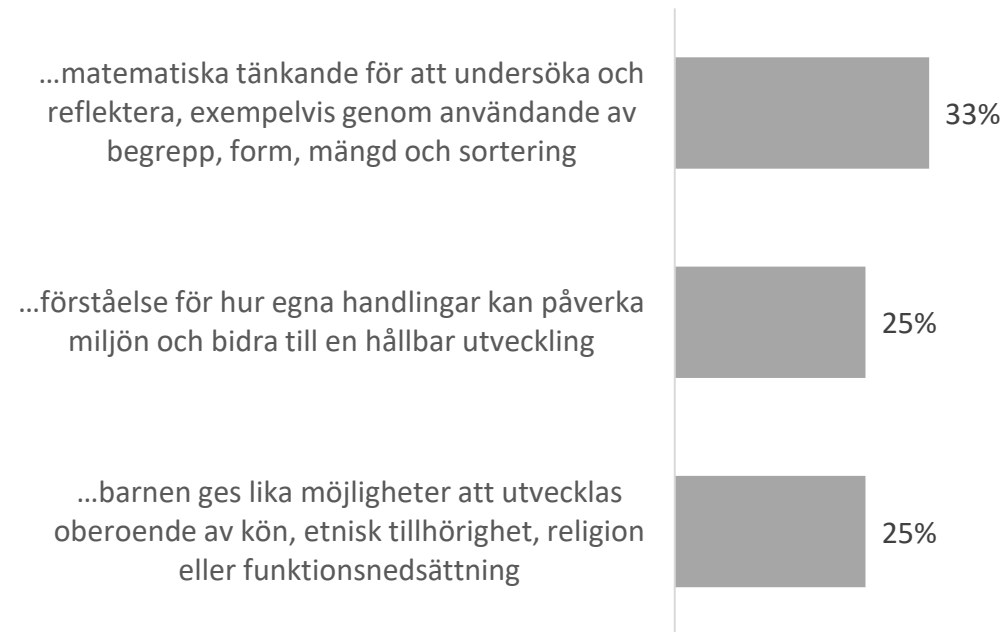 …matematiska tänkande för att undersöka och
reflektera, exempelvis genom användande av
begrepp, form, mängd och sortering
33%
…förståelse för hur egna handlingar kan påverka
miljön och bidra till en hållbar utveckling
25%
…barnen ges lika möjligheter att utvecklas
oberoende av kön, etnisk tillhörighet, religion
eller funktionsnedsättning
25%